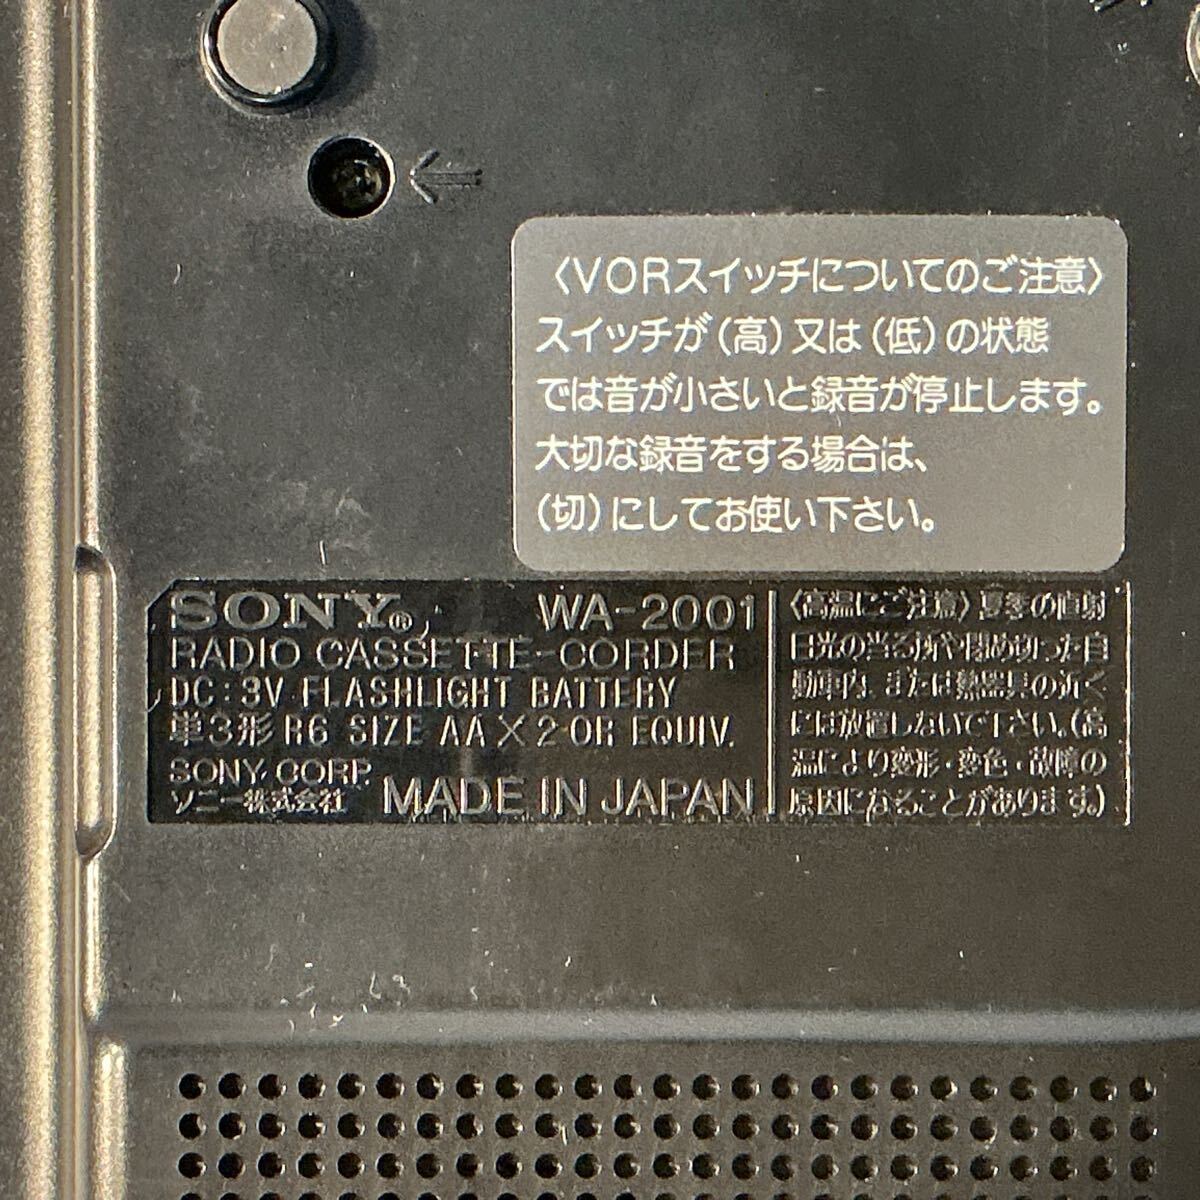 〈VORスイッチについてのご注意〉
スイッチが(高)又は(低)の状態
では音が小さいと録音が停止します。
大切な録音をする場合は、
(切)にしてお使い下さい。
SONY® WA-2001
RADIO CASSETTE-CORDER
DC:3V FLASHLIGHT BATTERY
単3形 R6 SIZE AA×2 OR EQUIV.
SONY CORP.
ソニー株式会社 MADE IN JAPAN
〈高温にご注意〉夏季の直射
日光の当る所や閉め切った自
動車内、または熱器具の近く
には放置しないで下さい。(高
温により変形・変色・故障の
原因になることがあります。)